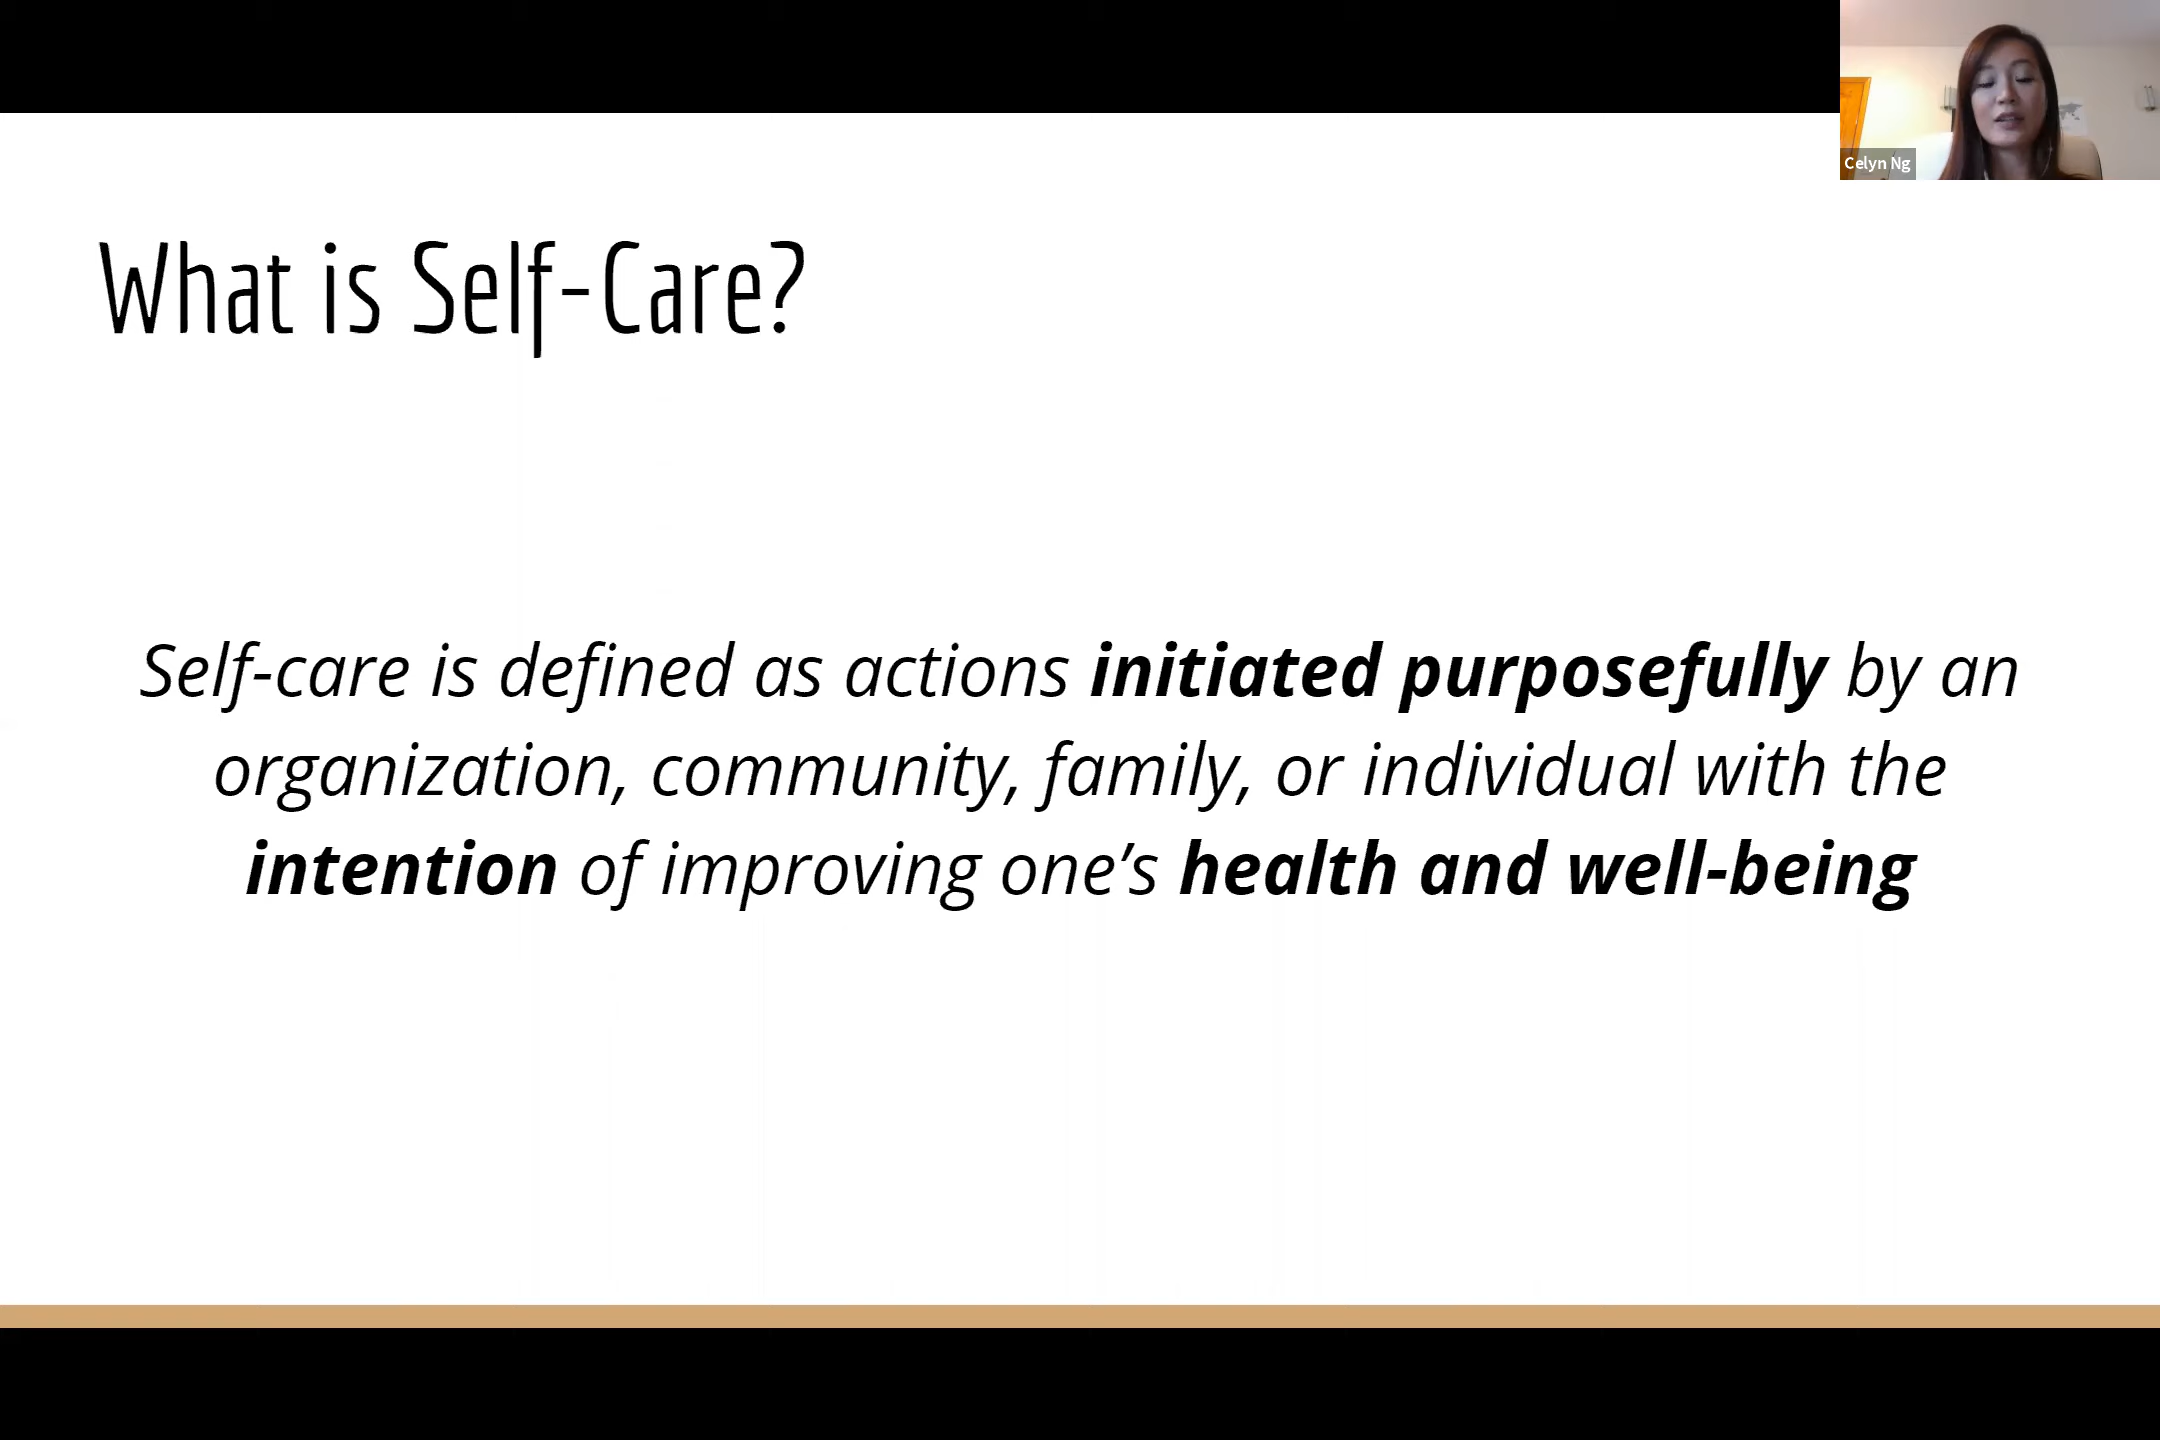 Celyn Ng
What is Self-Care?
Self-care is defined as actions initiated purposefully by an
organization, community, family, or individual with the
intention of improving one’s health and well-being